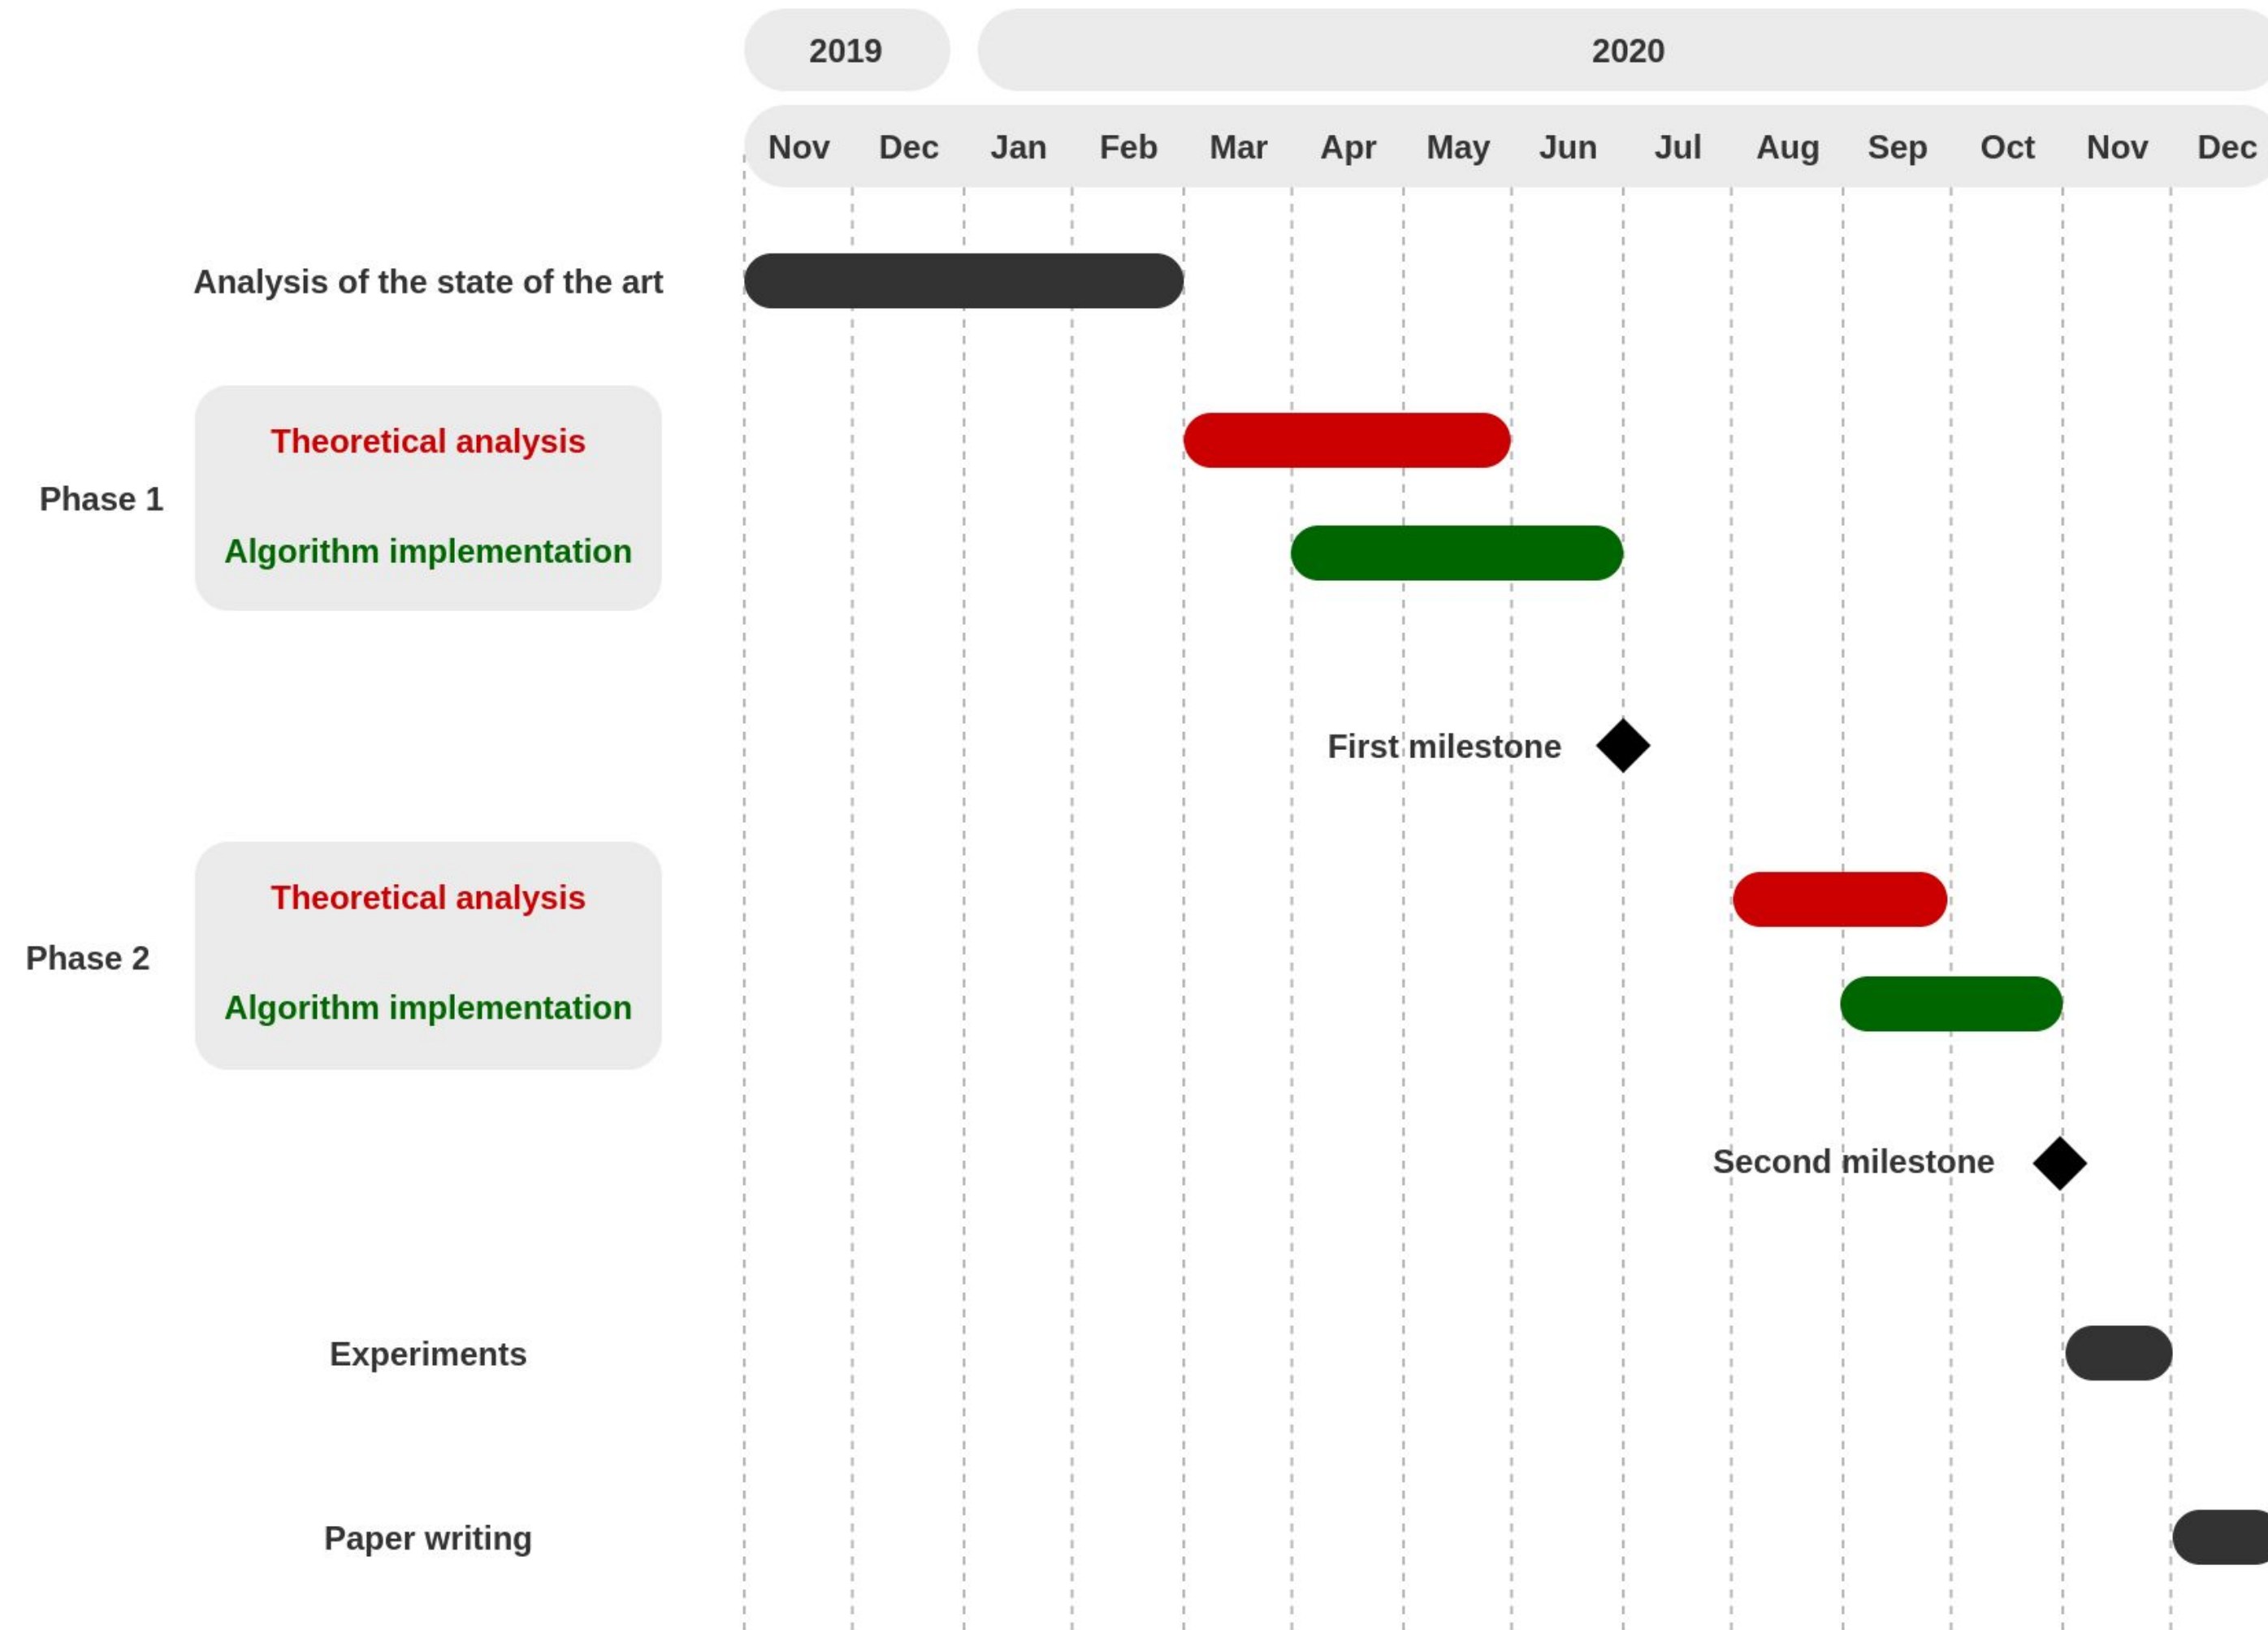 2019 2020
Nov Dec Jan Feb Mar Apr May Jun Jul Aug Sep Oct Nov Dec
Analysis of the state of the art
Phase 1
Theoretical analysis
Algorithm implementation
First milestone
Phase 2
Theoretical analysis
Algorithm implementation
Second milestone
Experiments
Paper writing